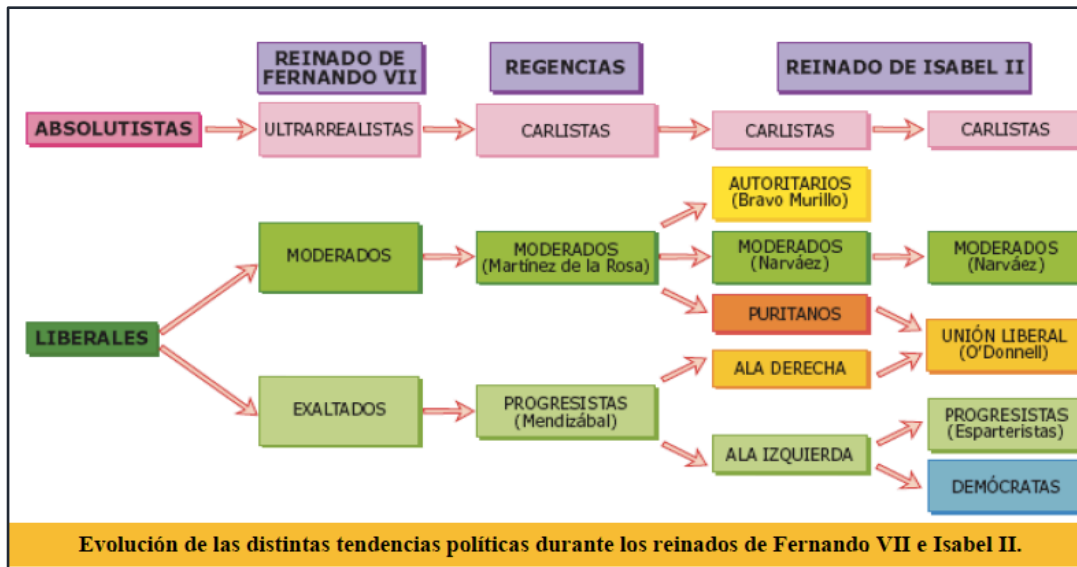 REINADO DE
FERNANDO VII
REGENCIAS
REINADO DE ISABEL II
ABSOLUTISTAS
ULTRARREALISTAS
CARLISTAS
CARLISTAS
CARLISTAS
AUTORITARIOS
(Bravo Murillo)
MODERADOS
MODERADOS
(Martínez de la Rosa)
MODERADOS
(Narváez)
MODERADOS
(Narváez)
LIBERALES
PURITANOS
UNIÓN LIBERAL
(O'Donnell)
ALA DERECHA
EXALTADOS
PROGRESISTAS
(Mendizábal)
PROGRESISTAS
(Esparteristas)
ALA IZQUIERDA
DEMÓCRATAS
Evolución de las distintas tendencias políticas durante los reinados de Fernando VII e Isabel II.